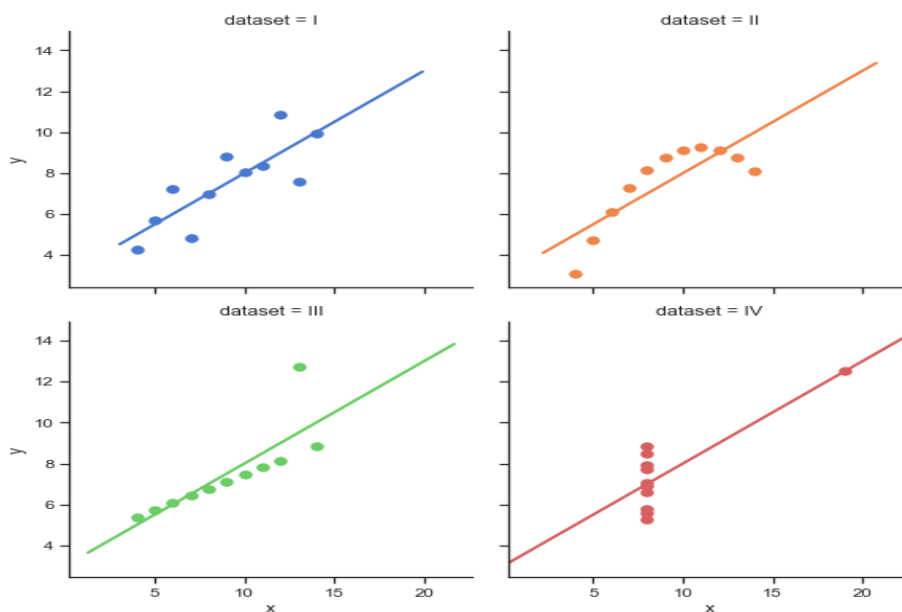 dataset = I
dataset = II
14
12
10
8
6
4
y
dataset = III
dataset = IV
14
12
10
8
6
4
y
5
10
15
20
5
10
15
20
x
x